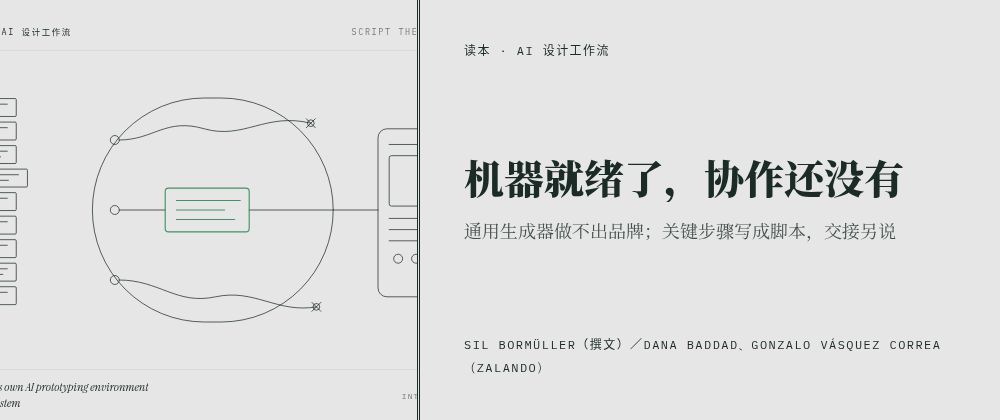 AI 设计工作流
SCRIPT THE
own AI prototyping environment
INT
读本 · AI 设计工作流
机器就绪了，协作还没有
通用生成器做不出品牌；关键步骤写成脚本，交接另说
SIL BORMÜLLER（撰文）／DANA BADDAD、GONZALO VÁSQUEZ CORREA
（ZALANDO）